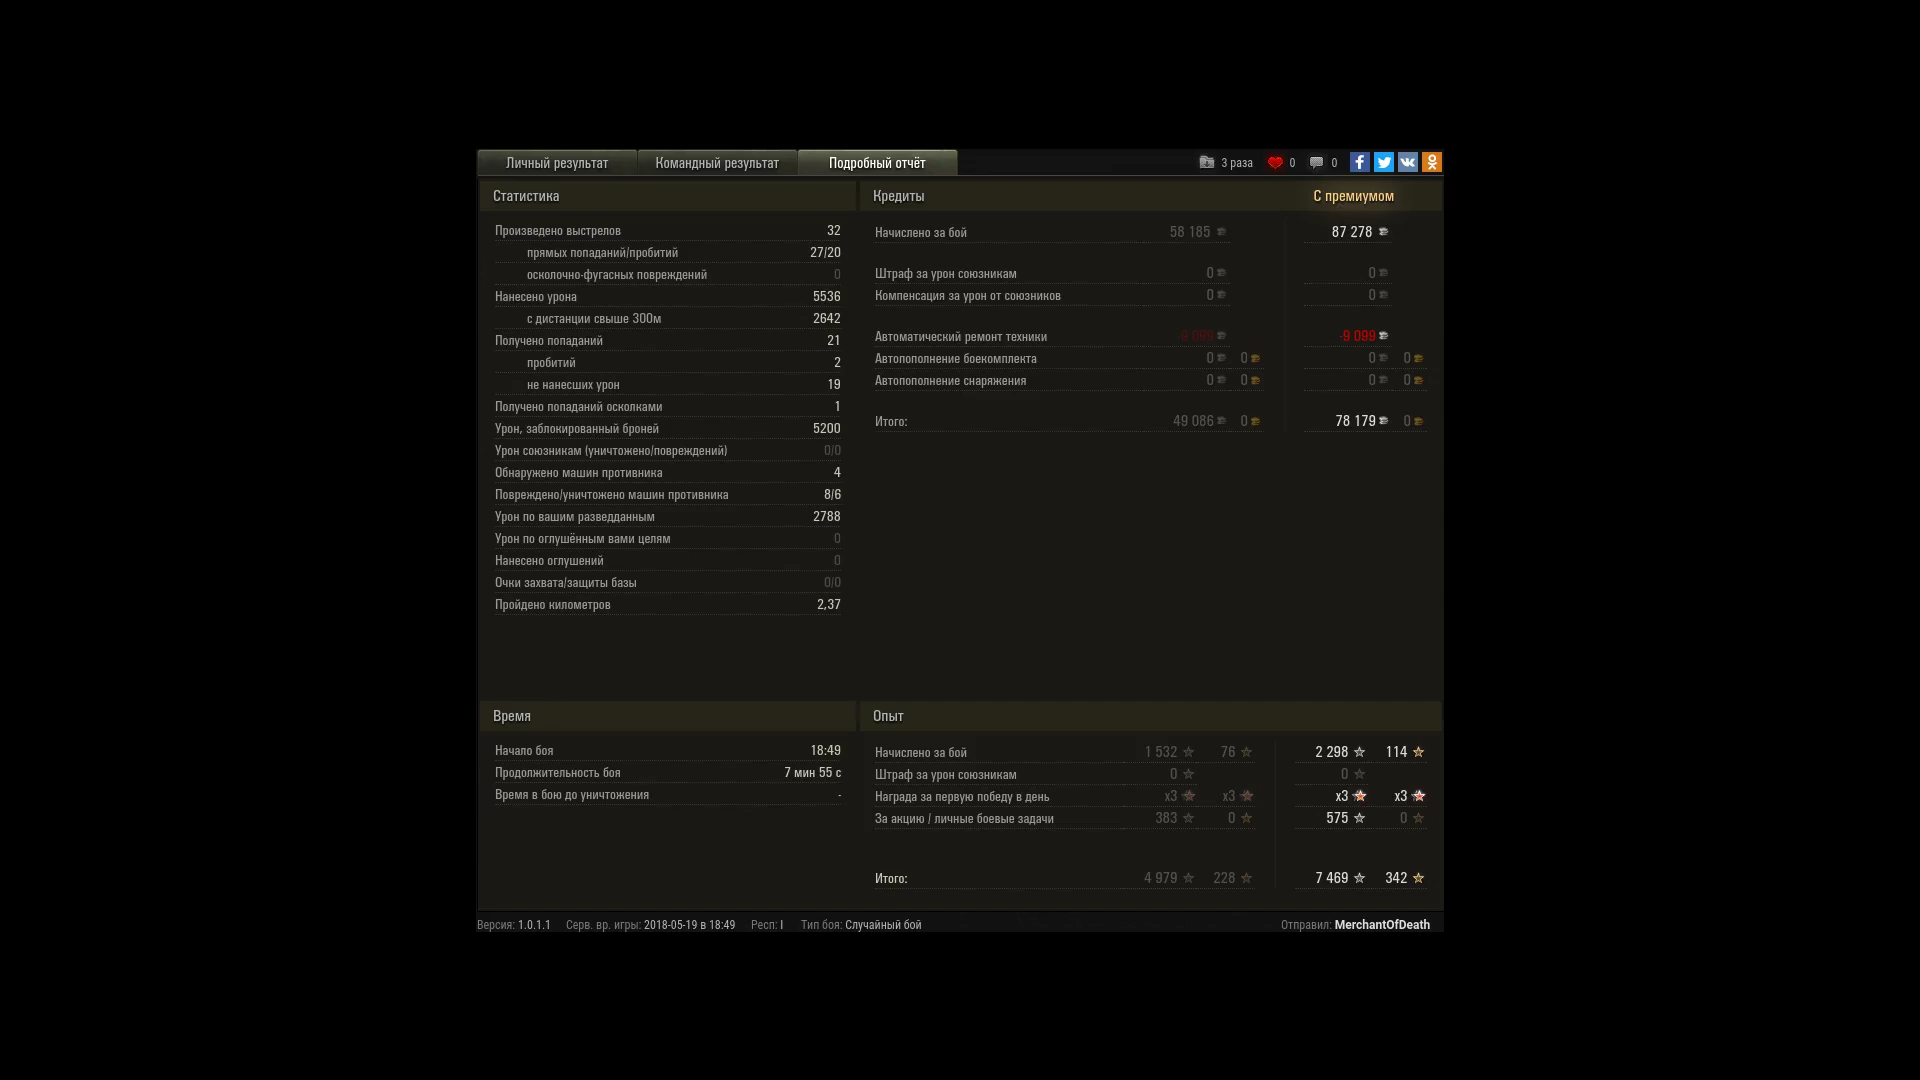 Личный результат Командный результат Подробный отчёт 3 раза 0 0
Статистика
Произведено выстрелов 32
прямых попаданий/пробитий 27/20
осколочно-фугасных повреждений 0
Нанесено урона 5536
с дистанции свыше 300м 2642
Получено попаданий 21
пробитий 2
не нанесших урон 19
Получено попаданий осколками 1
Урон, заблокированный броней 5200
Урон союзникам (уничтожено/повреждений) 0/0
Обнаружено машин противника 4
Повреждено/уничтожено машин противника 8/6
Урон по вашим разведданным 2788
Урон по оглушённым вами целям 0
Нанесено оглушений 0
Очки захвата/защиты базы 0/0
Пройдено километров 2,37
Кредиты С премиумом
Начислено за бой 58 185 87 278
Штраф за урон союзникам 0 0
Компенсация за урон от союзников 0 0
Автоматический ремонт техники -9 099 -9 099
Автопополнение боекомплекта 0 0 0 0
Автопополнение снаряжения 0 0 0 0
Итого: 49 086 0 78 179 0
Время
Начало боя 18:49
Продолжительность боя 7 мин 55 с
Время в бою до уничтожения -
Опыт
Начислено за бой 1 532 76 2 298 114
Штраф за урон союзникам 0 0
Награда за первую победу в день x3 x3 x3 x3
За акцию / личные боевые задачи 383 0 575 0
Итого: 4 979 228 7 469 342
Версия: 1.0.1.1 Серв. вр. игры: 2018-05-19 в 18:49 Респ: I Тип боя: Случайный бой Отправил: MerchantOfDeath